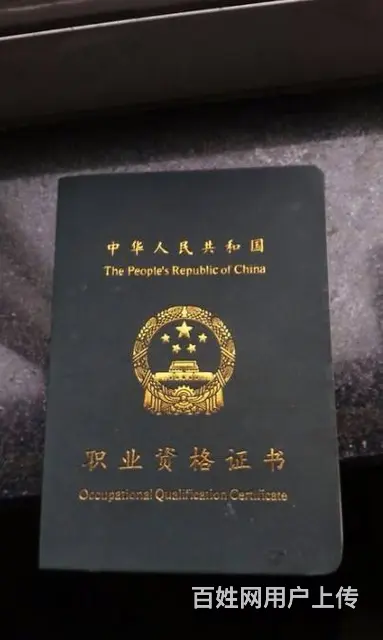 中华人民共和国
The People's Republic of China
职业资格证书
Occupational Qualification Certificate
百姓网用户上传